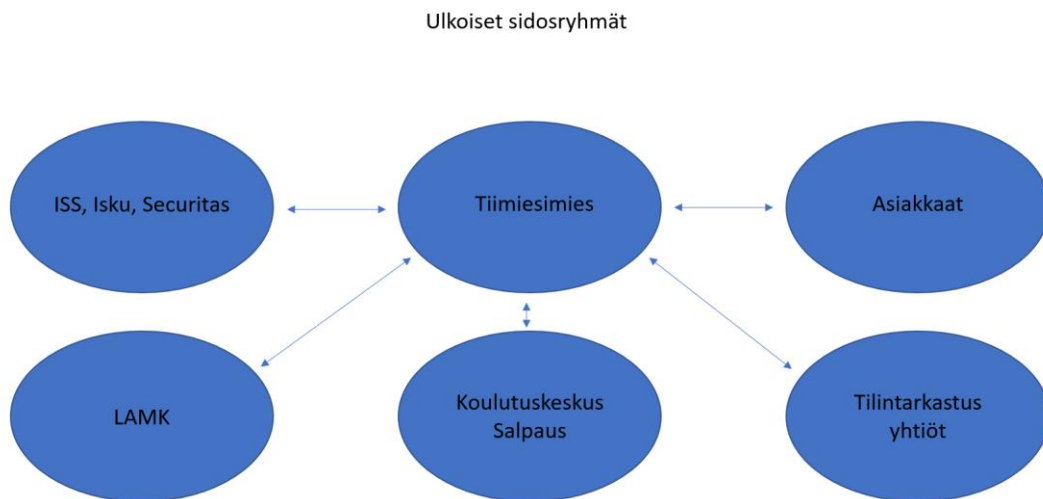 Ulkoiset sidosryhmät
ISS, Isku, Securitas
Tiimiesimies
Asiakkaat
LAMK
Koulutuskeskus
Salpaus
Tilintarkastus
yhtiöt